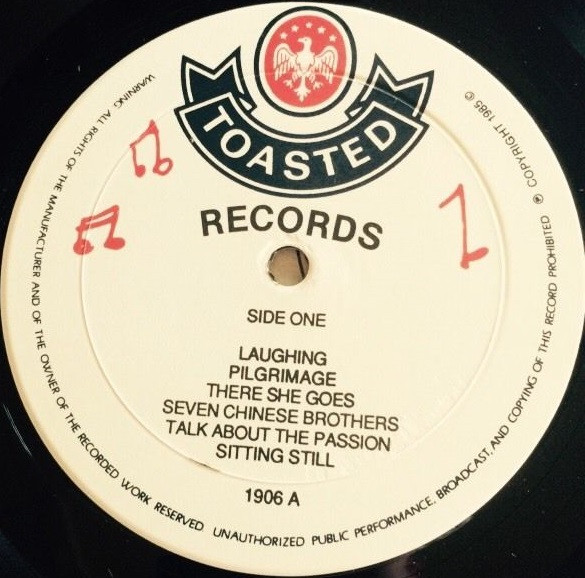 TOASTED
RECORDS
SIDE ONE
LAUGHING
PILGRIMAGE
THERE SHE GOES
SEVEN CHINESE BROTHERS
TALK ABOUT THE PASSION
SITTING STILL
1906 A
WARNING ALL RIGHTS OF THE MANUFACTURER AND OF THE OWNER OF THE RECORDED WORK RESERVED UNAUTHORIZED PUBLIC PERFORMANCE, BROADCAST, AND COPYING OF THIS RECORD PROHIBITED ℗ COPYRIGHT 1985 ©